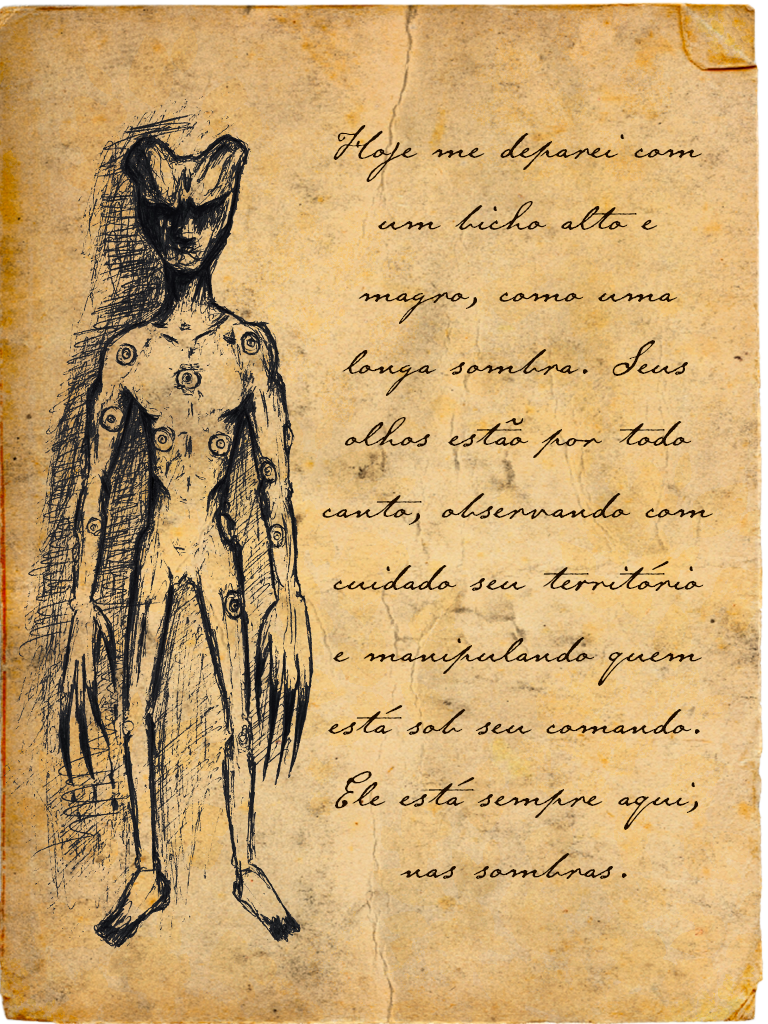 Hoje me deparei com
um bicho alto e
magro, como uma
longa sombra. Seus
olhos estão por todo
canto, observando com
cuidado seu território
e manipulando quem
está sob seu comando.
Ele está sempre aqui,
nas sombras.